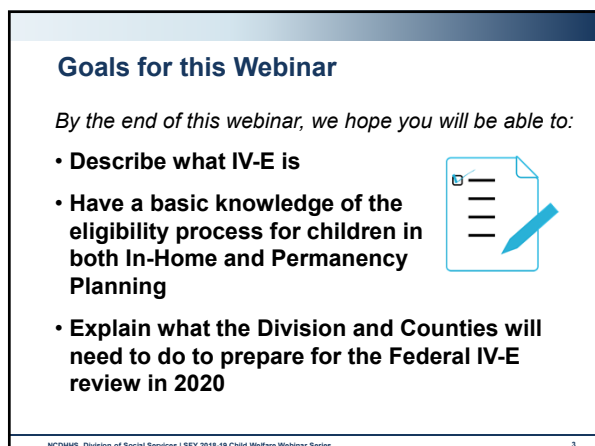 Goals for this Webinar
By the end of this webinar, we hope you will be able to:
• Describe what IV-E is
• Have a basic knowledge of the
eligibility process for children in
both In-Home and Permanency
Planning
• Explain what the Division and Counties will
need to do to prepare for the Federal IV-E
review in 2020
NCDHHS, Division of Social Services | SFY 2018-19 Child Welfare Webinar Series 3